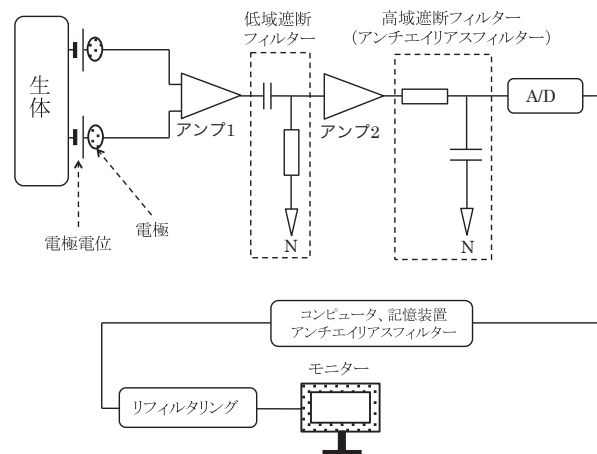 低域遮断
フィルター
高域遮断フィルター
(アンチエイリアスフィルター)
生体
アンプ1
アンプ2
A/D
N
N
電極電位
電極
コンピュータ、記憶装置
アンチエイリアスフィルター
モニター
リフィルタリング